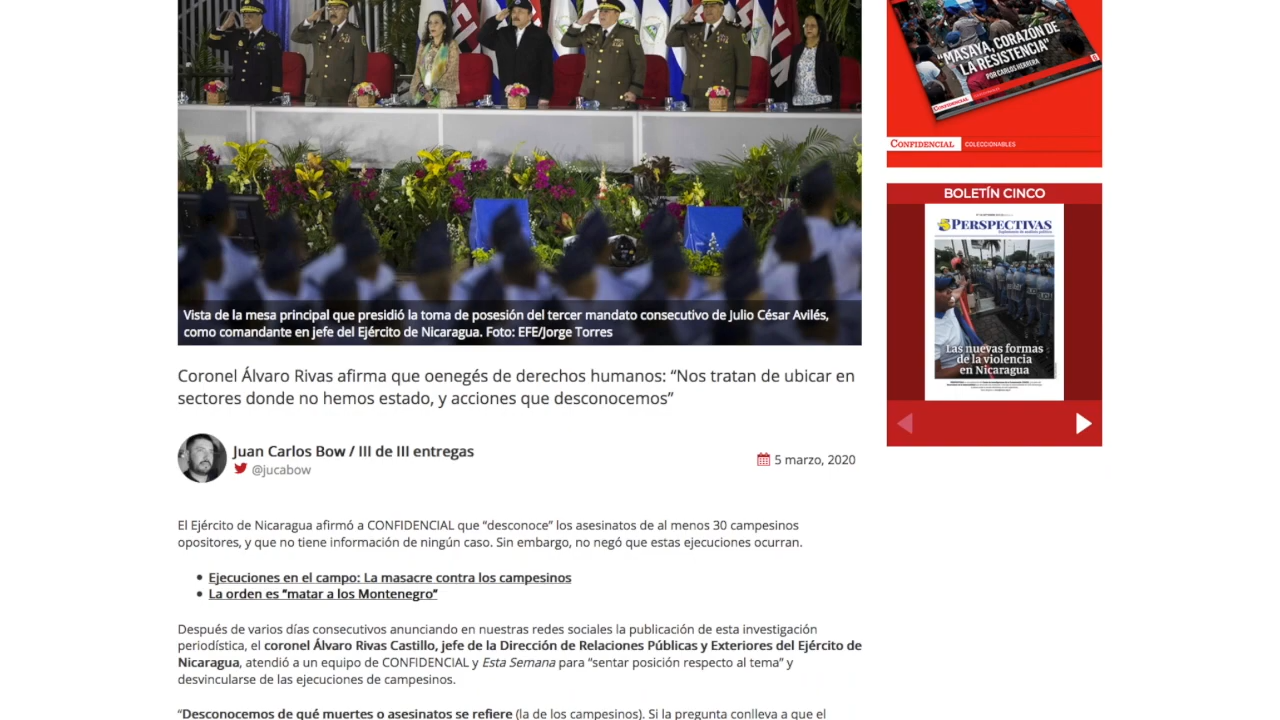 "MASAYA, CORAZÓN DE
LA RESISTENCIA"
POR CARLOS HERRERA
CONFIDENCIAL
CONFIDENCIAL COLECCIONABLES
BOLETÍN CINCO
PERSPECTIVAS
Las nuevas formas
de la violencia
en Nicaragua
Vista de la mesa principal que presidió la toma de posesión del tercer mandato consecutivo de Julio César Avilés,
como comandante en jefe del Ejército de Nicaragua. Foto: EFE/Jorge Torres
Coronel Álvaro Rivas afirma que oenegés de derechos humanos: “Nos tratan de ubicar en
sectores donde no hemos estado, y acciones que desconocemos”
Juan Carlos Bow / III de III entregas
@jucabow
5 marzo, 2020
El Ejército de Nicaragua afirmó a CONFIDENCIAL que “desconoce” los asesinatos de al menos 30 campesinos
opositores, y que no tiene información de ningún caso. Sin embargo, no negó que estas ejecuciones ocurran.
• Ejecuciones en el campo: La masacre contra los campesinos
• La orden es “matar a los Montenegro”
Después de varios días consecutivos anunciando en nuestras redes sociales la publicación de esta investigación
periodística, el coronel Álvaro Rivas Castillo, jefe de la Dirección de Relaciones Públicas y Exteriores del Ejército de
Nicaragua, atendió a un equipo de CONFIDENCIAL y Esta Semana para “sentar posición respecto al tema” y
desvincularse de las ejecuciones de campesinos.
“Desconocemos de qué muertes o asesinatos se refiere (la de los campesinos). Si la pregunta conlleva a que el